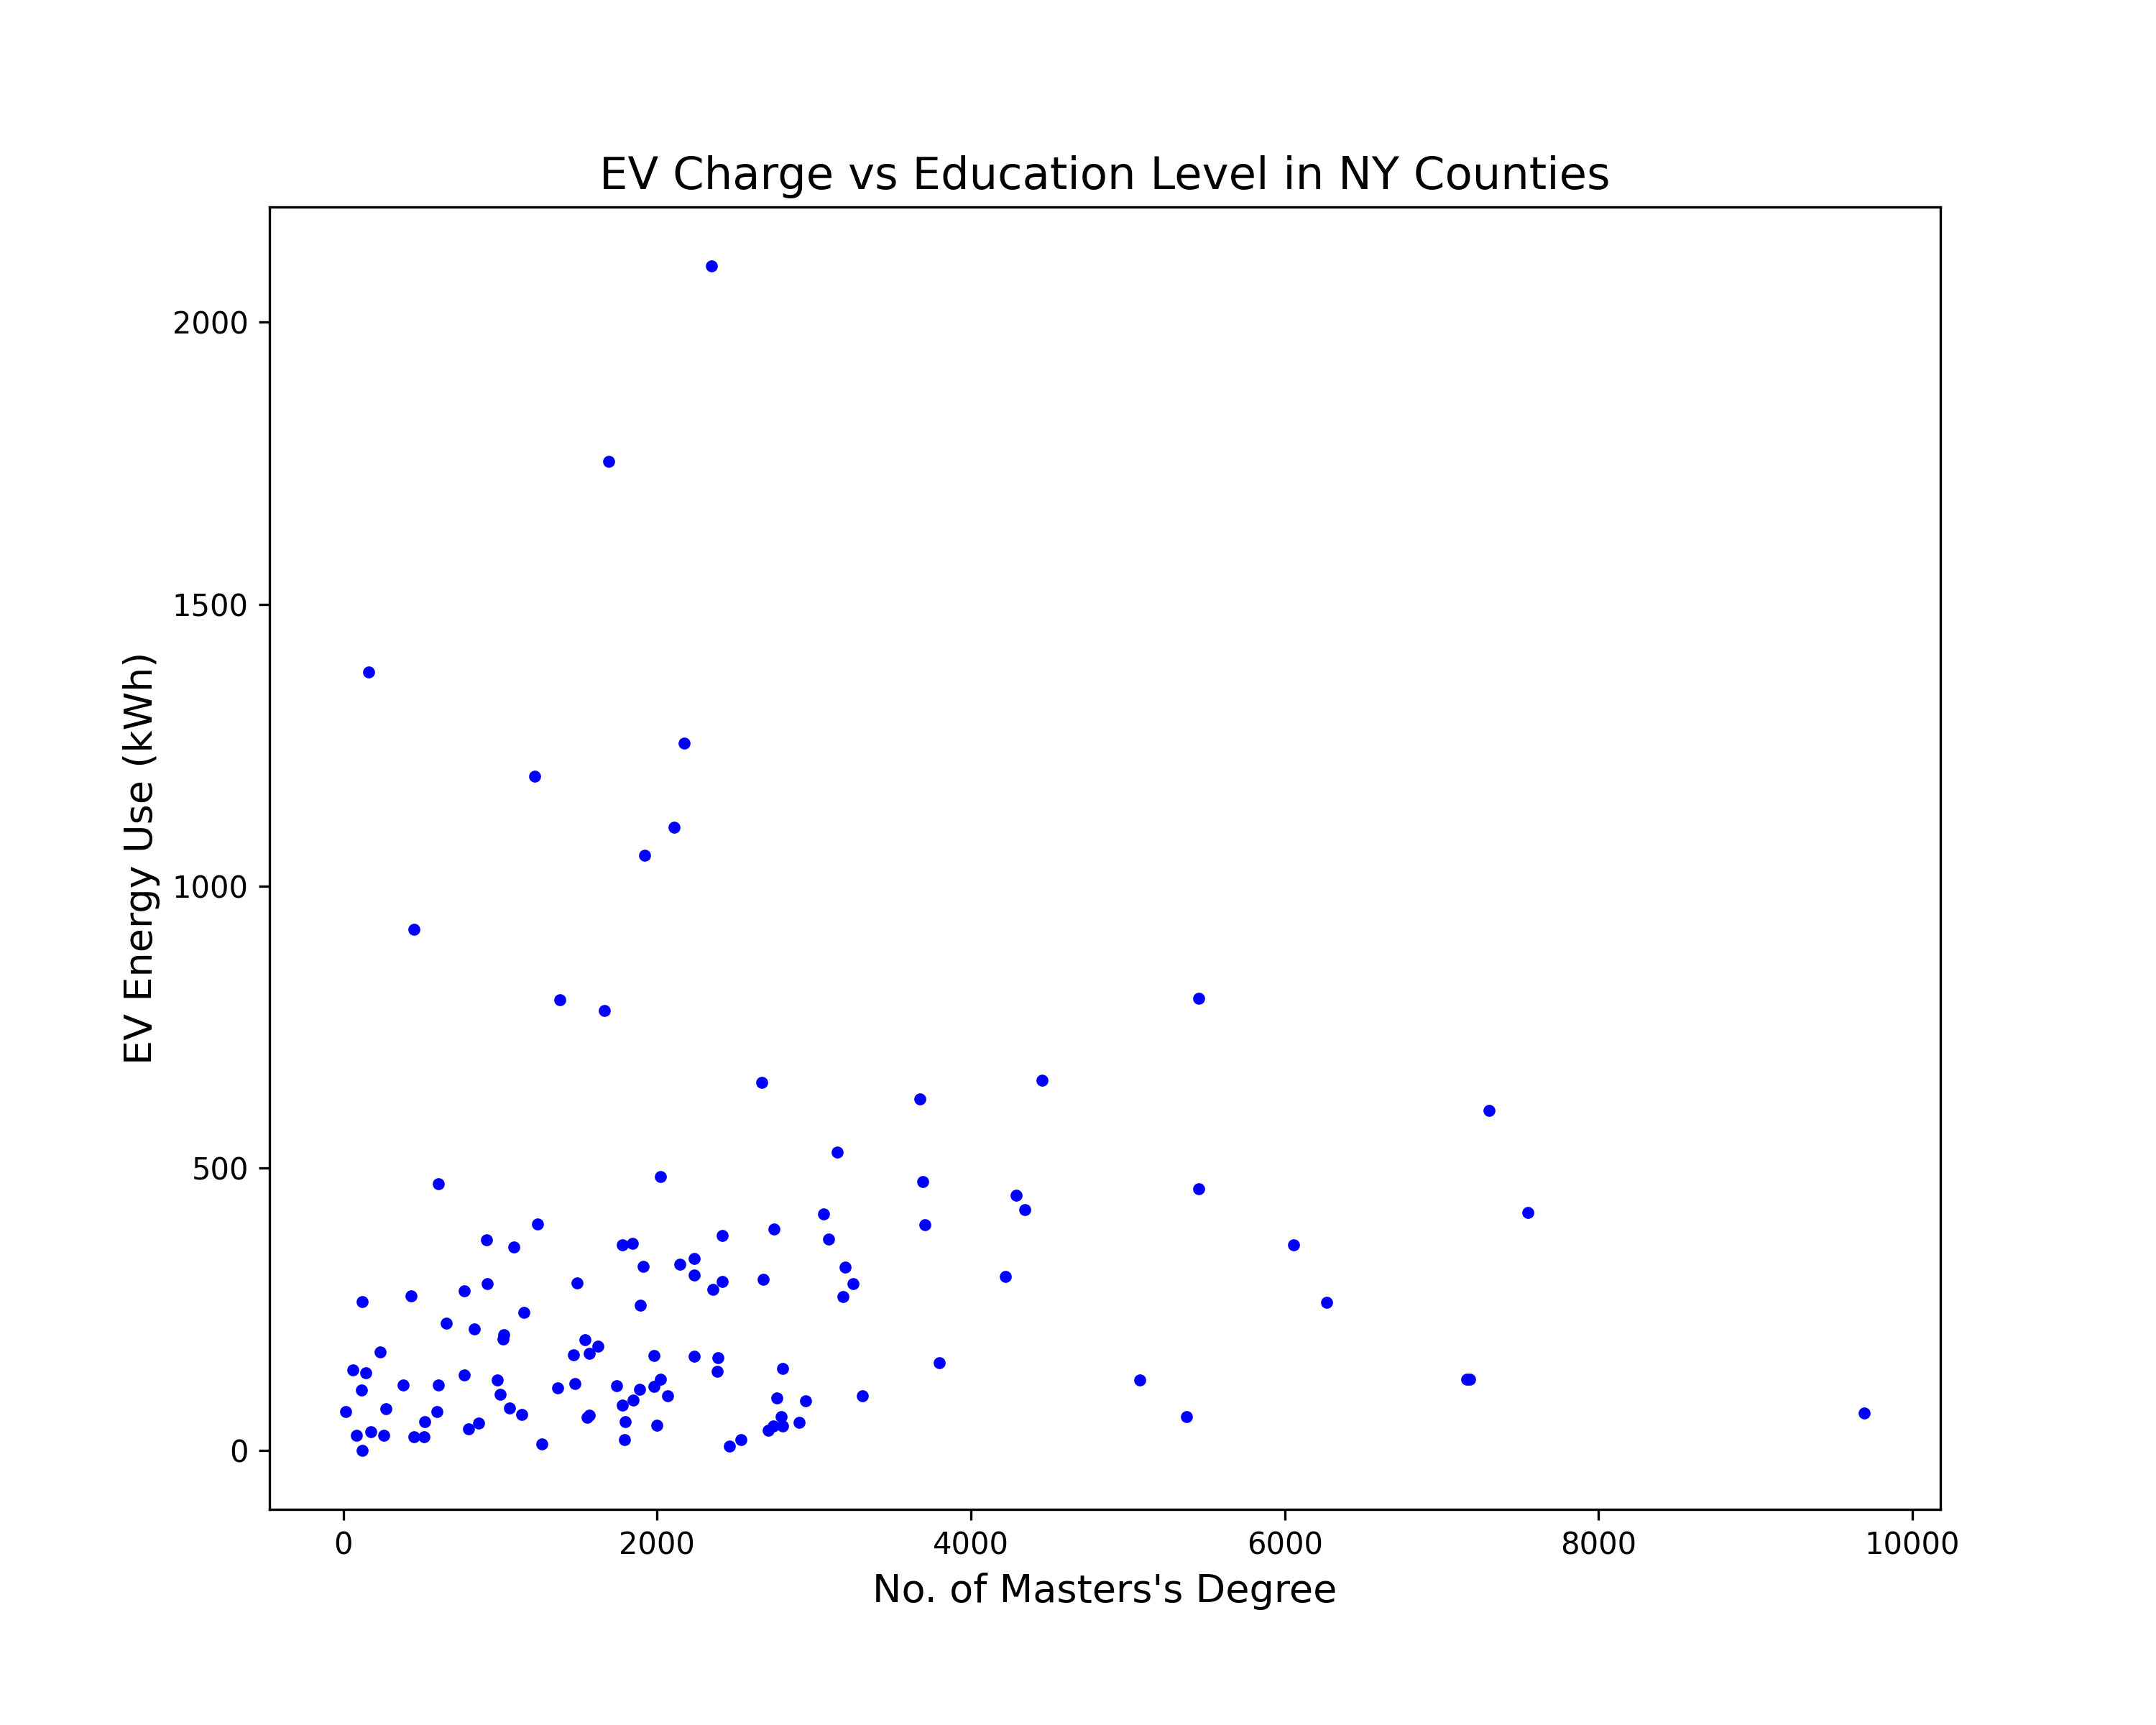 EV Charge vs Education Level in NY Counties
EV Energy Use (kWh)
2000
1500
1000
500
0
0 2000 4000 6000 8000 10000
No. of Masters's Degree